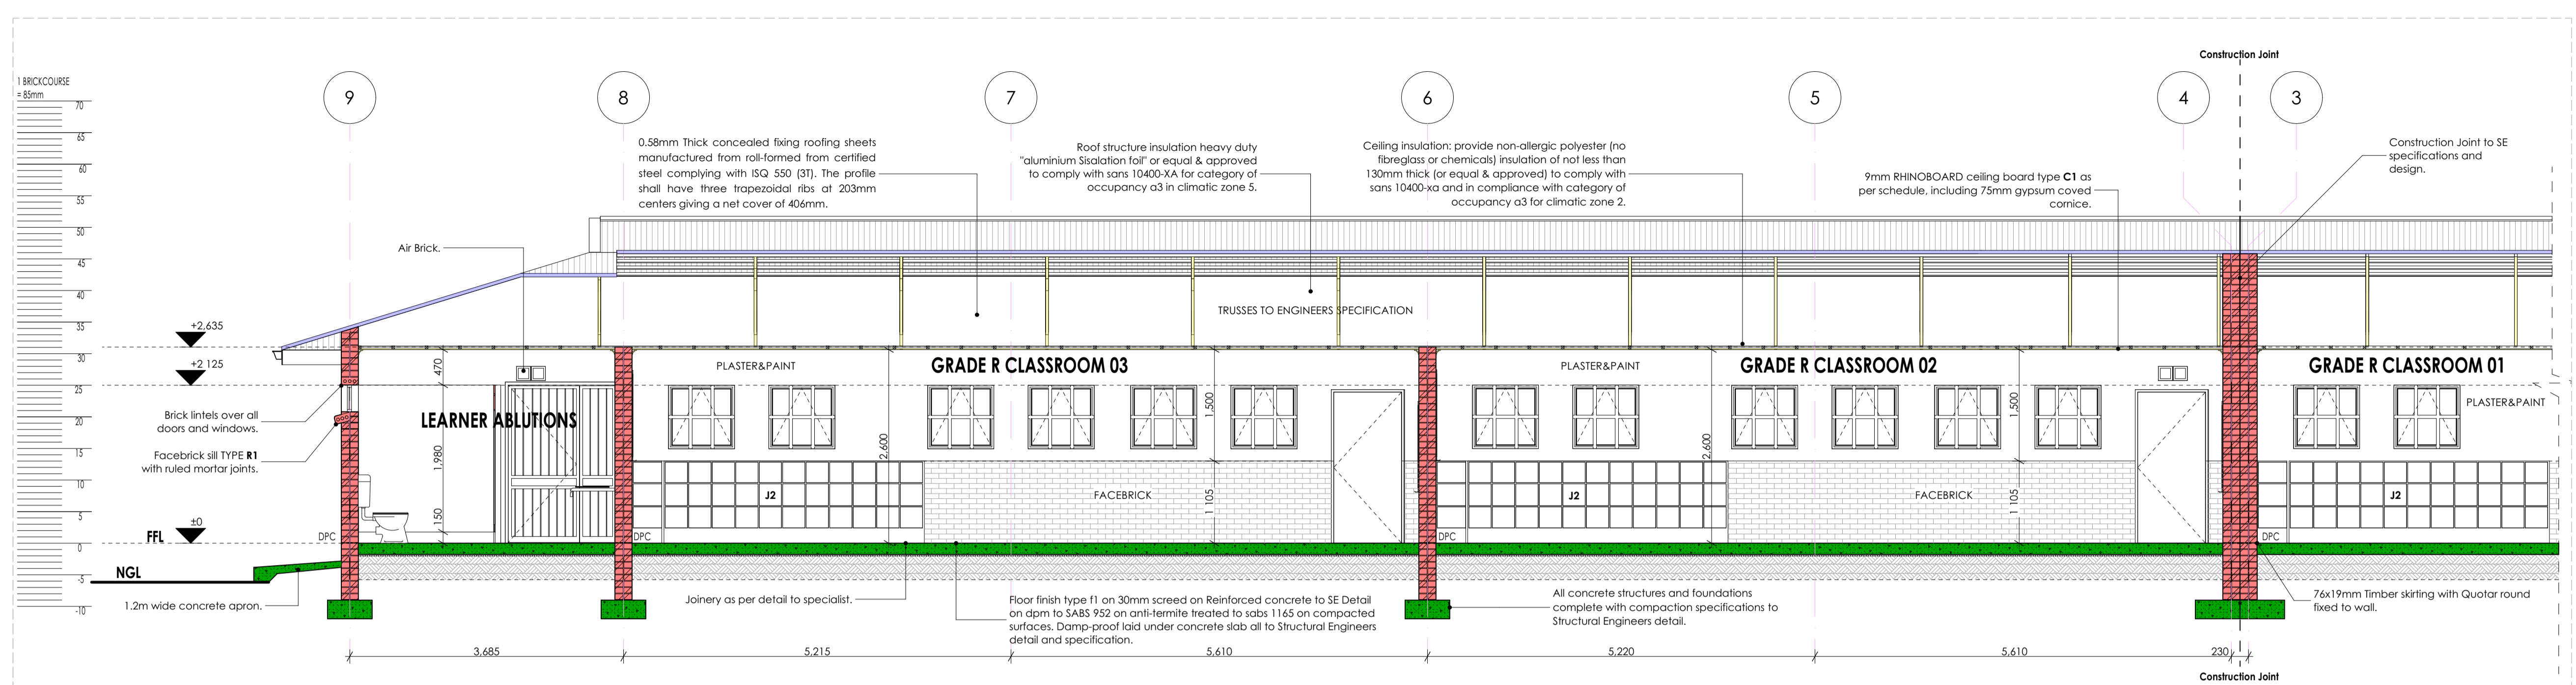 Construction Joint
1 BRICKCOURSE
= 85mm
9
8
7
6
5
4
3
70
65
60
55
50
45
40
35
30
25
20
15
10
5
0
-5
-10
0.58mm Thick concealed fixing roofing sheets
manufactured from roll-formed from certified
steel complying with ISQ 550 (3T). The profile
shall have three trapezoidal ribs at 203mm
centers giving a net cover of 406mm.
Roof structure insulation heavy duty
"aluminium Sisalation foil" or equal & approved
to comply with sans 10400-XA for category of
occupancy a3 in climatic zone 5.
Ceiling insulation: provide non-allergic polyester (no
fibreglass or chemicals) insulation of not less than
130mm thick (or equal & approved) to comply with
sans 10400-xa and in compliance with category of
occupancy a3 for climatic zone 2.
9mm RHINOBOARD ceiling board type C1 as
per schedule, including 75mm gypsum coved
cornice.
Construction Joint to SE
specifications and
design.
Air Brick.
TRUSSES TO ENGINEERS SPECIFICATION
+2,635
+2 125
±0
FFL
NGL
Brick lintels over all
doors and windows.
Facebrick sill TYPE R1
with ruled mortar joints.
1.2m wide concrete apron.
DPC
470
1,980
150
LEARNER ABLUTIONS
DPC
PLASTER&PAINT
GRADE R CLASSROOM 03
J2
2,600
FACEBRICK
1,500
1 105
DPC
PLASTER&PAINT
GRADE R CLASSROOM 02
J2
2,600
FACEBRICK
1,500
1 105
DPC
GRADE R CLASSROOM 01
PLASTER&PAINT
J2
Joinery as per detail to specialist.
Floor finish type f1 on 30mm screed on Reinforced concrete to SE Detail
on dpm to SABS 952 on anti-termite treated to sabs 1165 on compacted
surfaces. Damp-proof laid under concrete slab all to Structural Engineers
detail and specification.
All concrete structures and foundations
complete with compaction specifications to
Structural Engineers detail.
76x19mm Timber skirting with Quotar round
fixed to wall.
3,685
5,215
5,610
5,220
5,610
230
Construction Joint